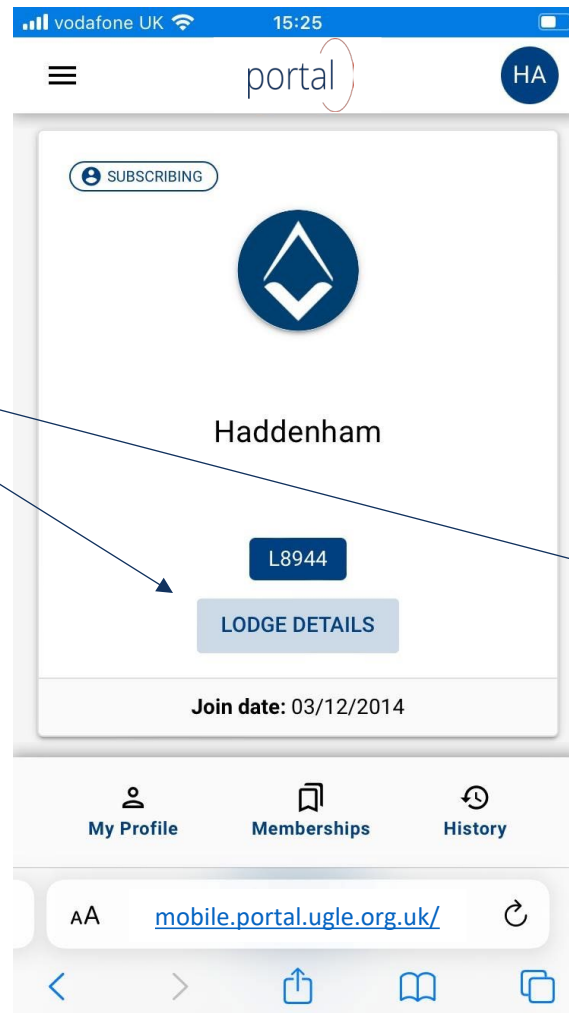 vodafone UK 15:25
portal HA
SUBSCRIBING
Haddenham
L8944
LODGE DETAILS
Join date: 03/12/2014
My Profile Memberships History
AA mobile.portal.ugle.org.uk/